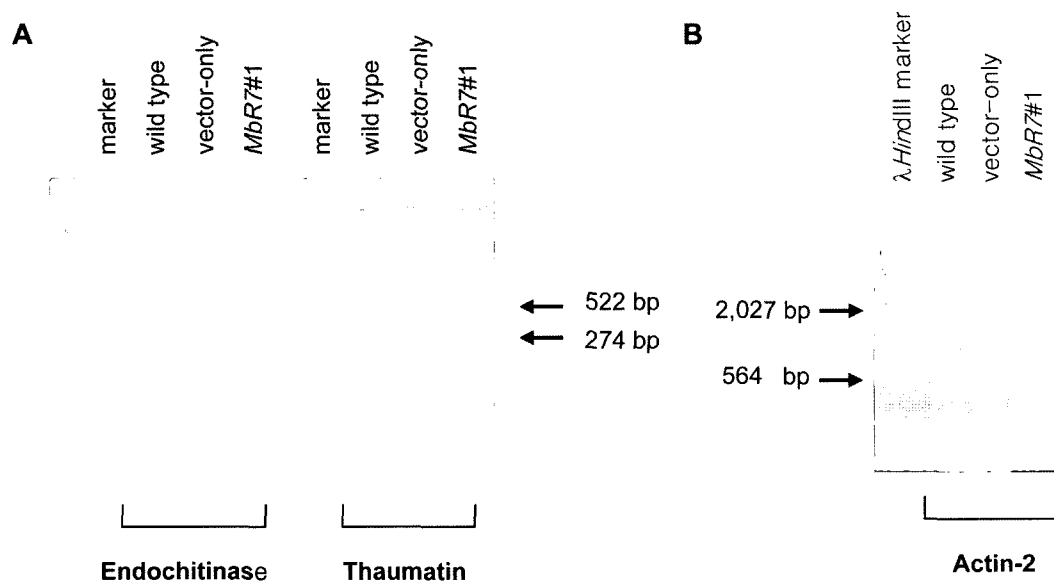 A
marker
wild type
vector-only
MbR7#1
marker
wild type
vector-only
MbR7#1
522 bp
274 bp
Endochitinase
Thaumatin
B
λHindIII marker
wild type
vector-only
MbR7#1
2,027 bp
564 bp
Actin-2